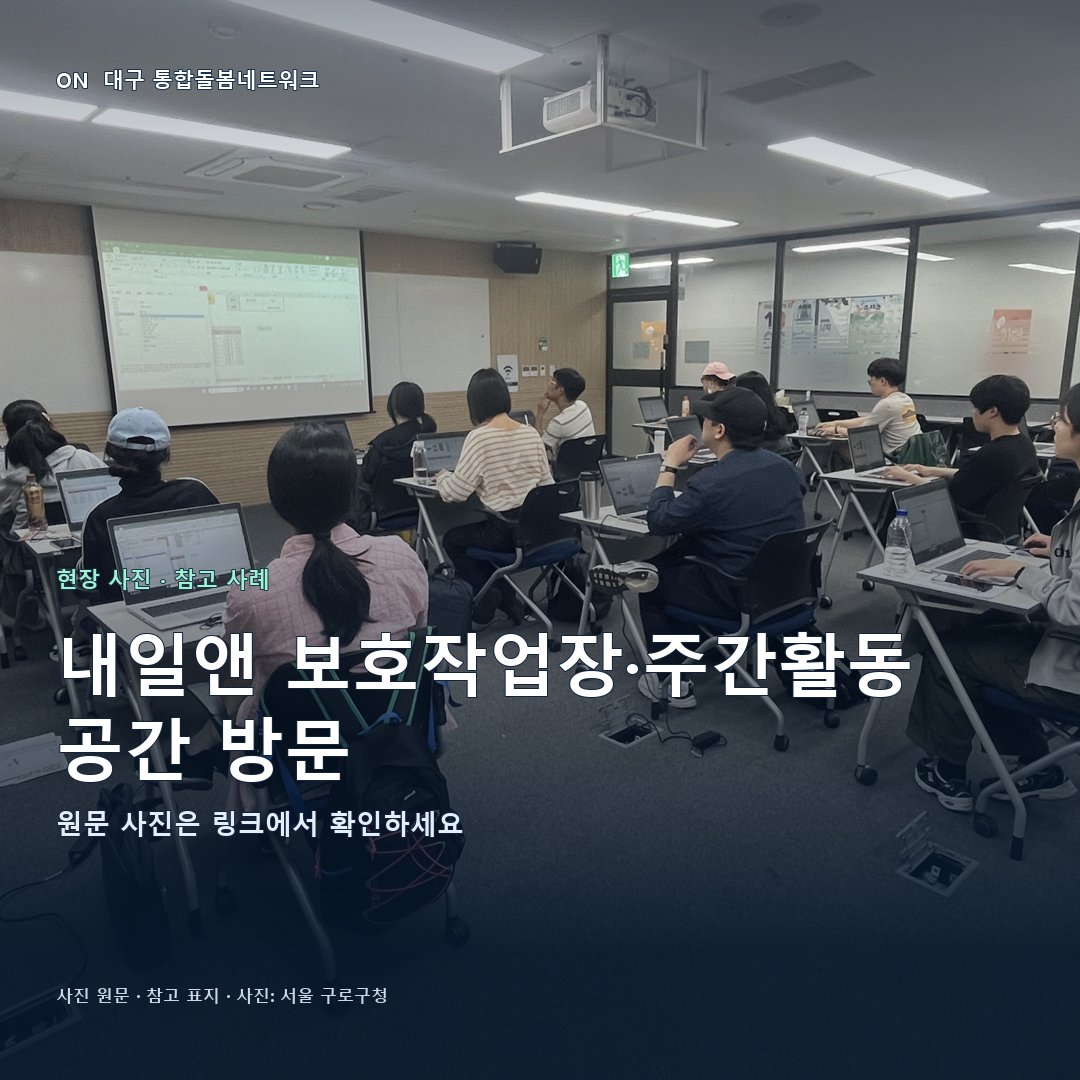 ON 대구 통합돌봄네트워크
현장 사진 · 참고 사례
내일앤 보호작업장·주간활동
공간 방문
원문 사진은 링크에서 확인하세요
사진 원문 · 참고 표지 · 사진: 서울 구로구청